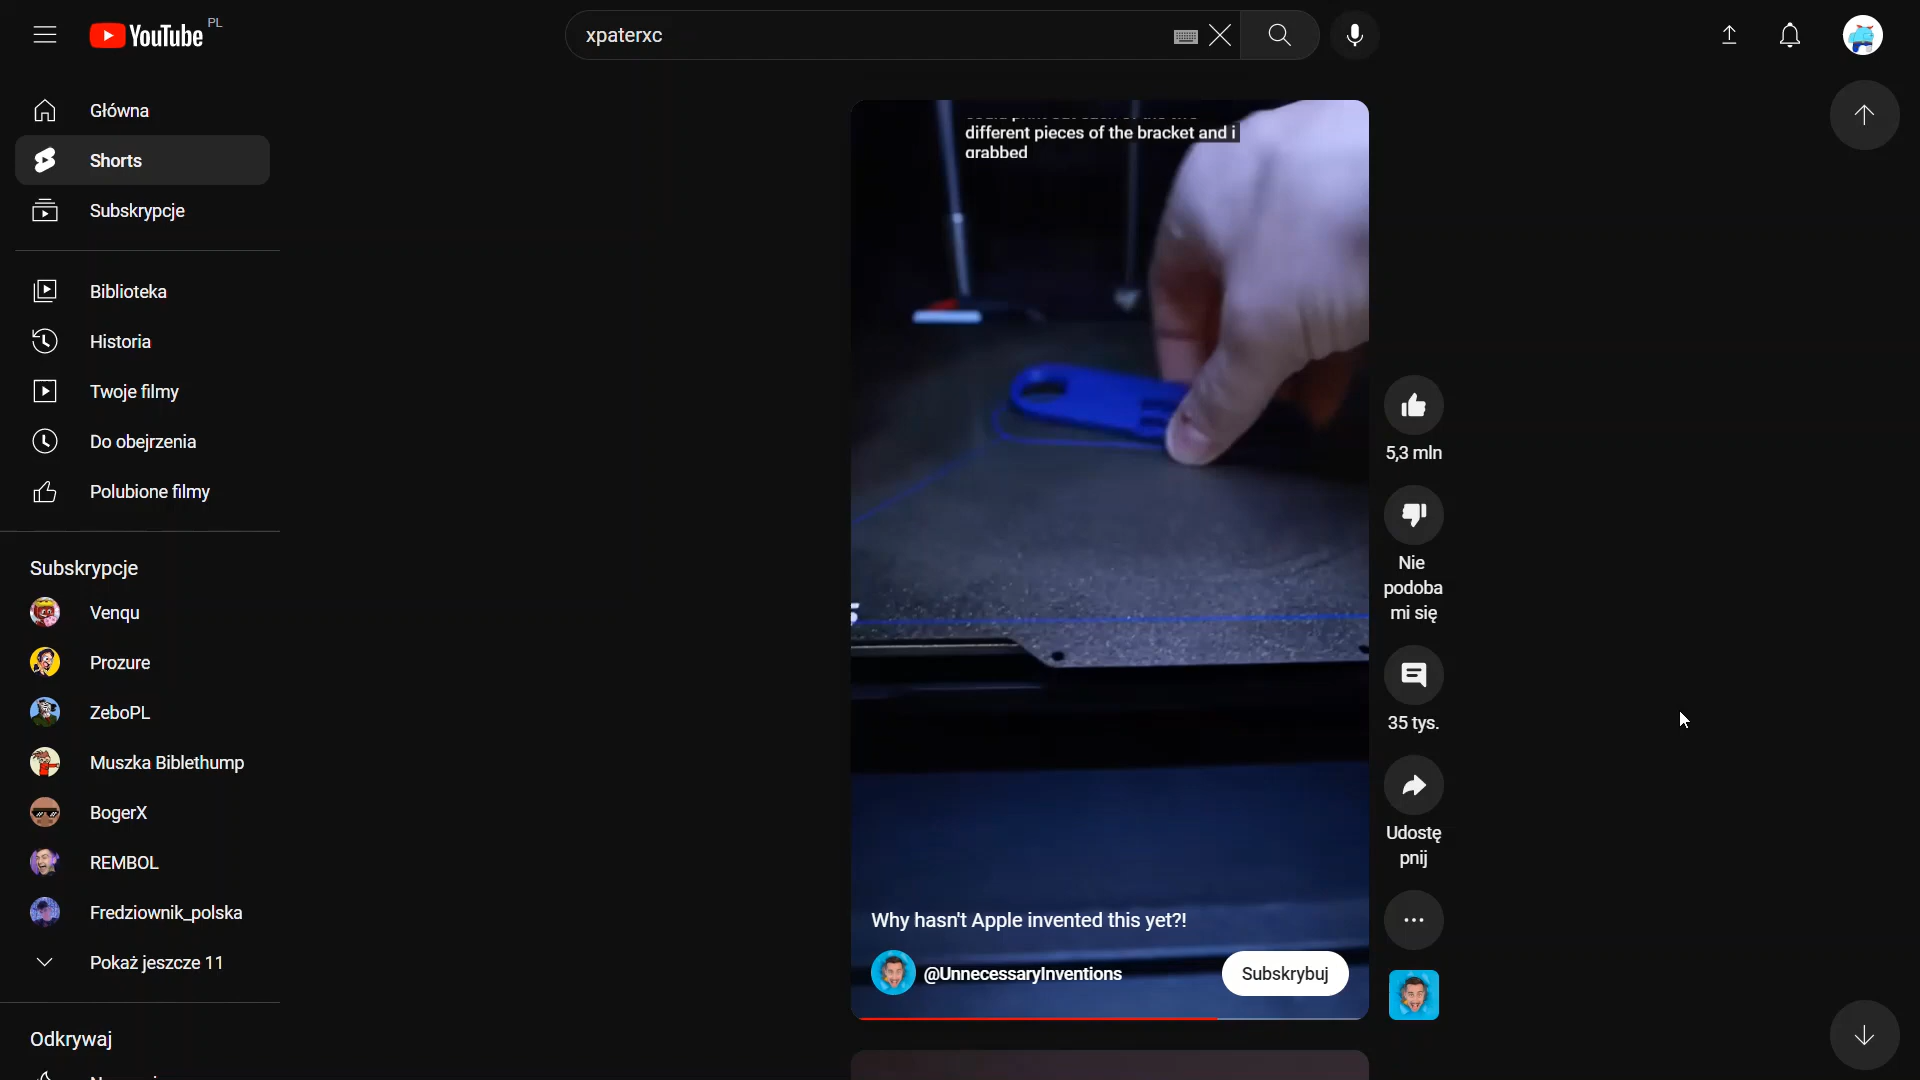 YouTube PL
xpaterxc
Główna
Shorts
Subskrypcje
Biblioteka
Historia
Twoje filmy
Do obejrzenia
Polubione filmy
Subskrypcje
Venqu
Prozure
ZeboPL
Muszka Biblethump
BogerX
REMBOL
Fredziownik_polska
Pokaż jeszcze 11
Odkrywaj
different pieces of the bracket and i
grabbed
Why hasn't Apple invented this yet?!
@UnnecessaryInventions
Subskrybuj
5,3 mln
Nie
podoba
mi się
35 tys.
Udostę
pnij